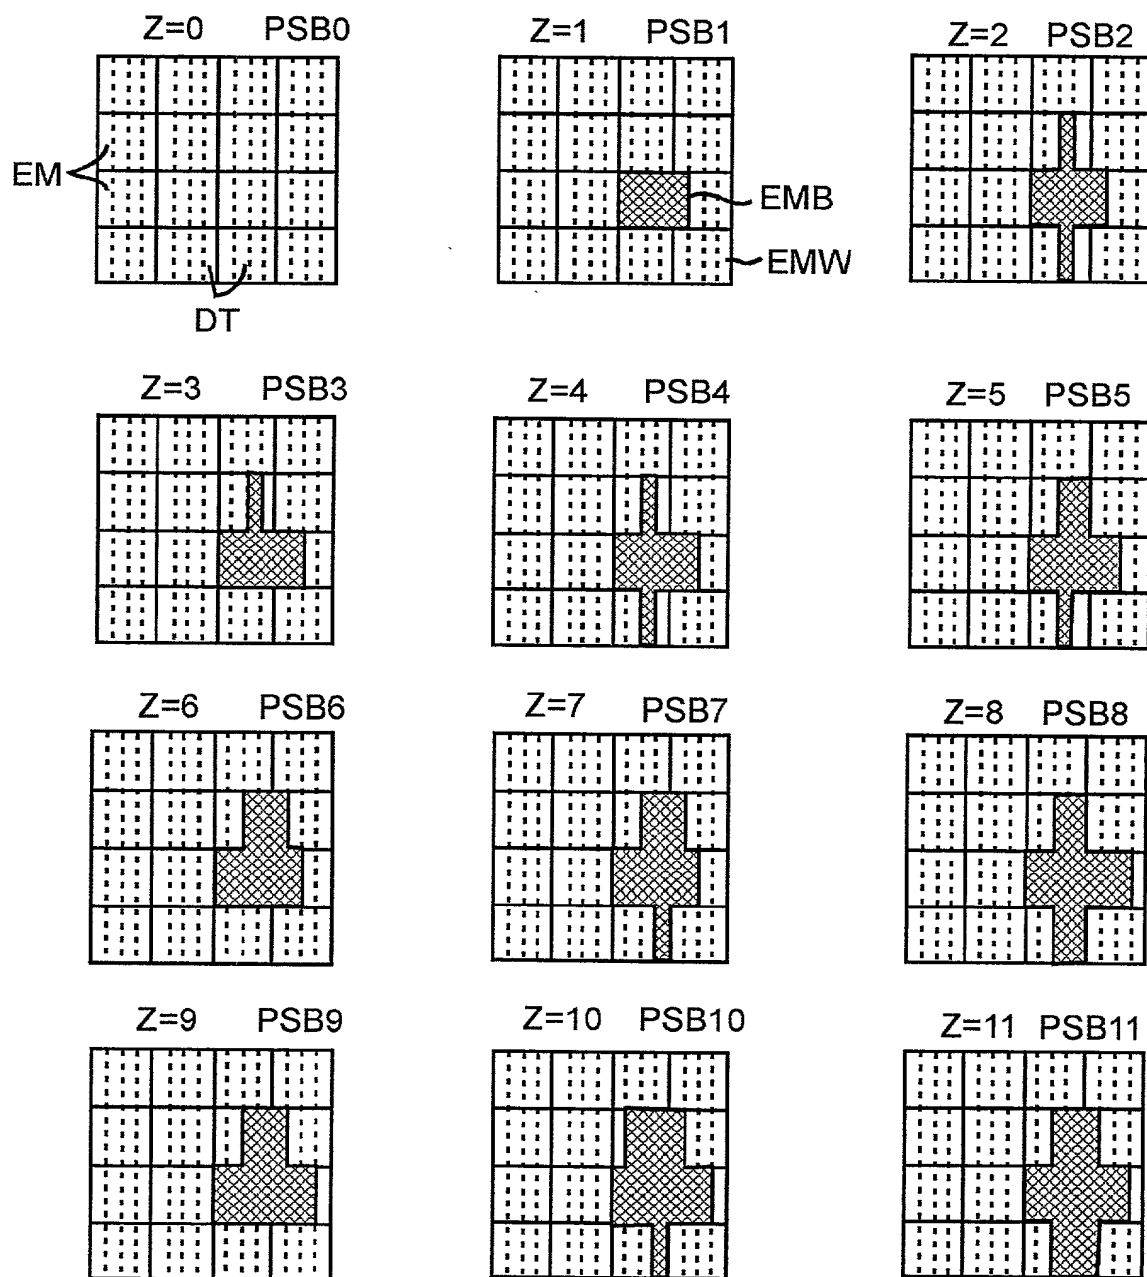 Z=0 PSB0
Z=1 PSB1
Z=2 PSB2
EM
EMB
EMW
DT
Z=3 PSB3
Z=4 PSB4
Z=5 PSB5
Z=6 PSB6
Z=7 PSB7
Z=8 PSB8
Z=9 PSB9
Z=10 PSB10
Z=11 PSB11